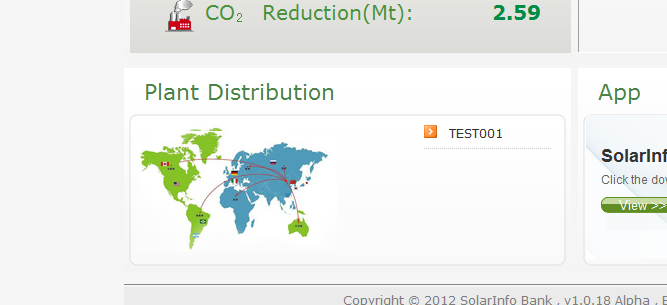 CO₂ Reduction(Mt): 2.59
Plant Distribution
TEST001
App
SolarInf
Click the dow
View >>
Copyright © 2012 SolarInfo Bank , v1.0.18 Alpha ,